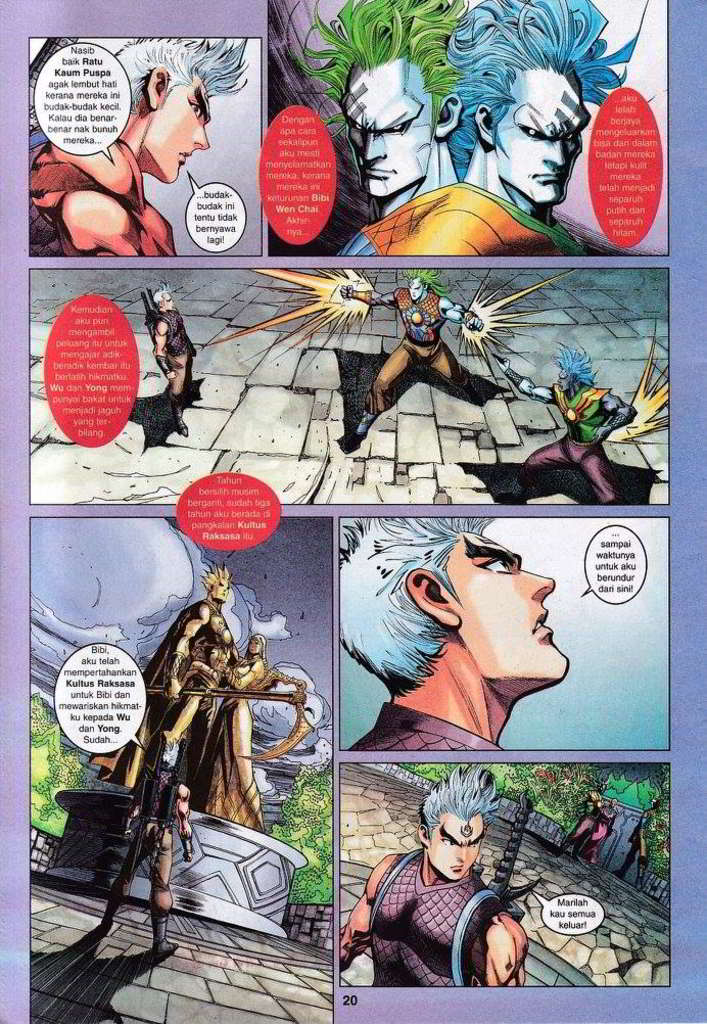 Nasib
baik Ratu
Kaum Puspa
agak lembut hati
kerana mereka ini
budak-budak kecil.
Kalau dia benar-
benar nak bunuh
mereka...
...budak-
budak ini
tentu tidak
bernyawa
lagi!
Dengan
apa cara
sekalipun
aku mesti
menyelamatkan
mereka, kerana
mereka ini
keturunan Bibi
Wen Chai.
Akhir-
nya...
...aku
telah
berjaya
mengeluarkan
bisa dari dalam
badan mereka
tetapi kulit
mereka
telah menjadi
separuh
putih dan
separuh
hitam.
Kemudian
aku pun
mengambil
peluang itu untuk
mengajar adik-
beradik kembar itu
berlatih hikmatku.
Wu dan Yong mem-
punyai bakat untuk
menjadi jaguh
yang ter-
bilang.
Tahun
bersilih musim
berganti, sudah tiga
tahun aku berada di
pangkalan Kultus
Raksasa itu.
Bibi,
aku telah
mempertahankan
Kultus Raksasa
untuk Bibi dan
mewariskan hikmat-
ku kepada Wu
dan Yong.
Sudah...
...
sampai
waktunya
untuk aku
berundur
dari sini!
Marilah
kau semua
keluar!
20